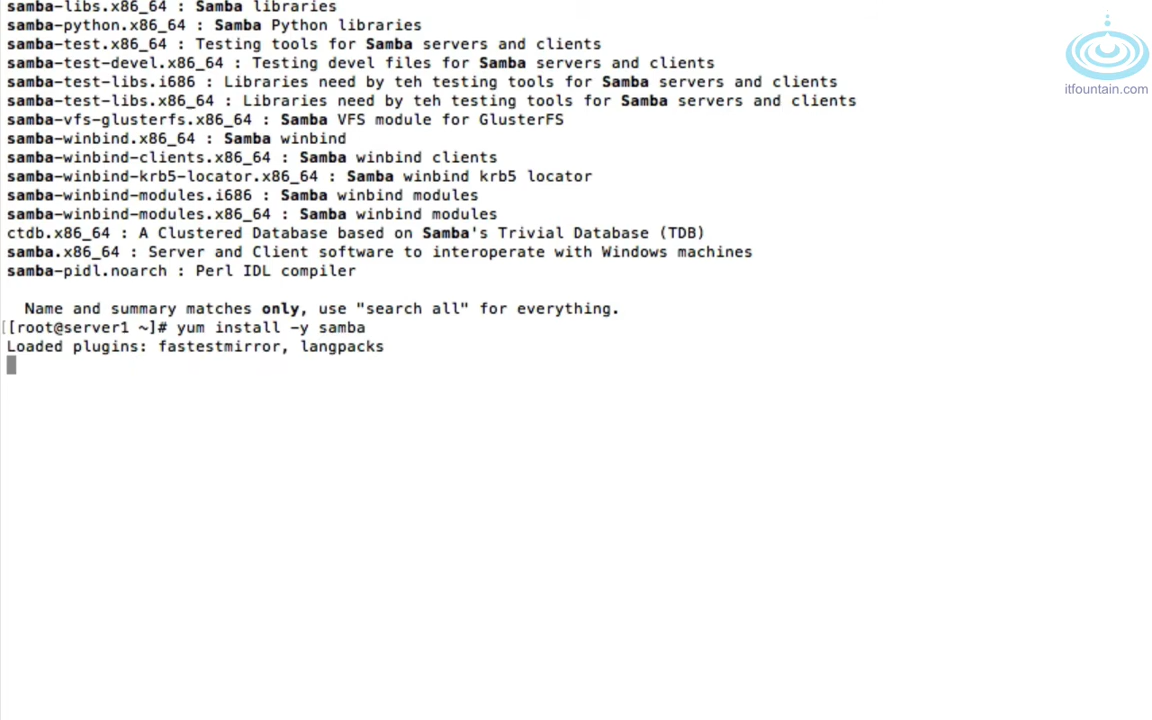 samba-libs.x86_64 : Samba libraries
samba-python.x86_64 : Samba Python libraries
samba-test.x86_64 : Testing tools for Samba servers and clients
samba-test-devel.x86_64 : Testing devel files for Samba servers and clients
samba-test-libs.i686 : Libraries need by teh testing tools for Samba servers and clients
samba-test-libs.x86_64 : Libraries need by teh testing tools for Samba servers and clients
samba-vfs-glusterfs.x86_64 : Samba VFS module for GlusterFS
samba-winbind.x86_64 : Samba winbind
samba-winbind-clients.x86_64 : Samba winbind clients
samba-winbind-krb5-locator.x86_64 : Samba winbind krb5 locator
samba-winbind-modules.i686 : Samba winbind modules
samba-winbind-modules.x86_64 : Samba winbind modules
ctdb.x86_64 : A Clustered Database based on Samba's Trivial Database (TDB)
samba.x86_64 : Server and Client software to interoperate with Windows machines
samba-pidl.noarch : Perl IDL compiler
Name and summary matches only, use "search all" for everything.
[[root@server1 ~]# yum install -y samba
Loaded plugins: fastestmirror, langpacks
itfountain.com